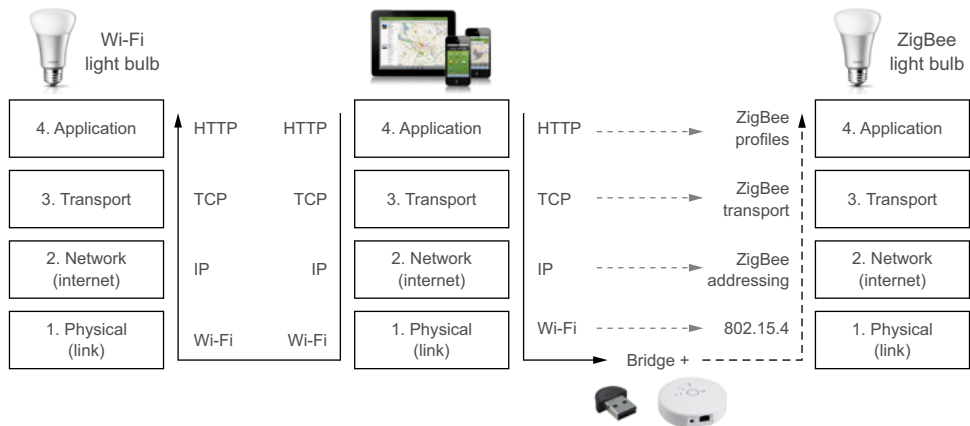 Wi-Fi
light bulb
ZigBee
light bulb
4. Application
HTTP
HTTP
4. Application
HTTP
ZigBee
profiles
4. Application
3. Transport
TCP
TCP
3. Transport
TCP
ZigBee
transport
3. Transport
2. Network
(internet)
IP
IP
2. Network
(internet)
IP
ZigBee
addressing
2. Network
(internet)
1. Physical
(link)
Wi-Fi
Wi-Fi
1. Physical
(link)
Wi-Fi
802.15.4
1. Physical
(link)
Bridge +